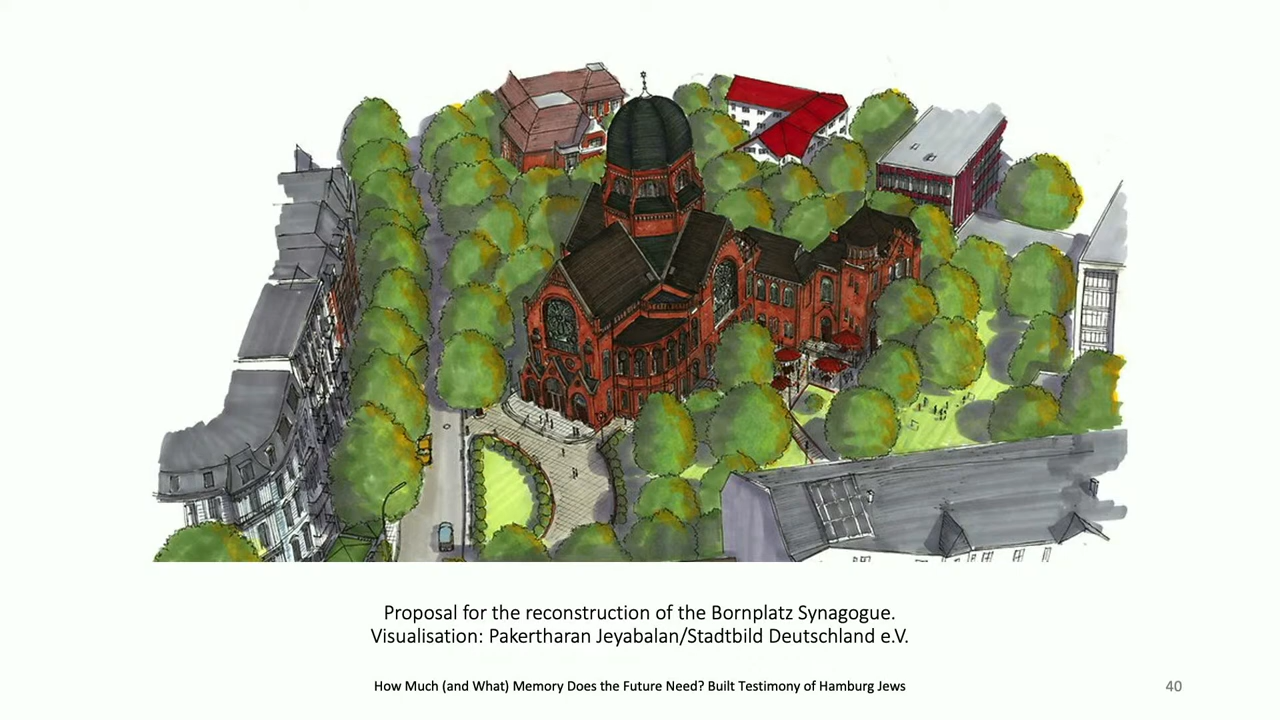 Proposal for the reconstruction of the Bornplatz Synagogue.
Visualisation: Pakertharan Jeyabalan/Stadtbild Deutschland e.V.
How Much (and What) Memory Does the Future Need? Built Testimony of Hamburg Jews
40